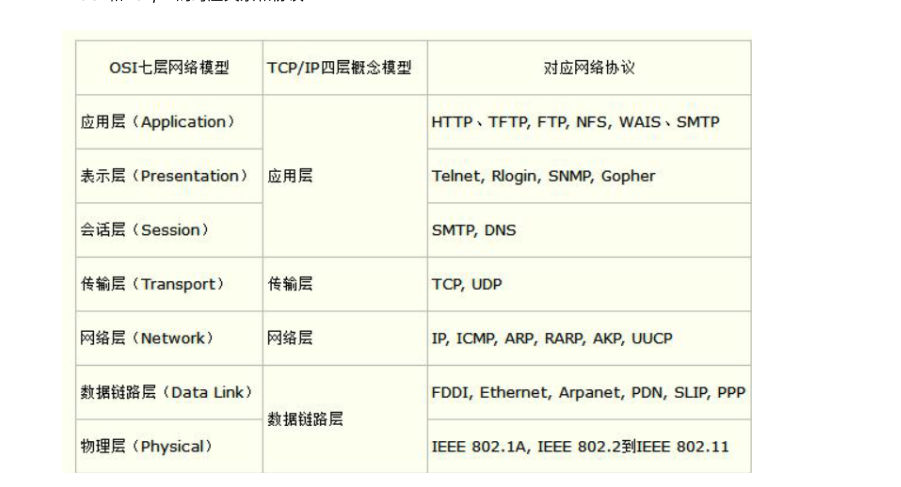 OSI七层网络模型 TCP/IP四层概念模型 对应网络协议
应用层（Application） HTTP、TFTP, FTP, NFS, WAIS、SMTP
表示层（Presentation） 应用层 Telnet, Rlogin, SNMP, Gopher
会话层（Session） SMTP, DNS
传输层（Transport） 传输层 TCP, UDP
网络层（Network） 网络层 IP, ICMP, ARP, RARP, AKP, UUCP
数据链路层（Data Link） FDDI, Ethernet, Arpanet, PDN, SLIP, PPP
数据链路层
物理层（Physical） IEEE 802.1A, IEEE 802.2到IEEE 802.11